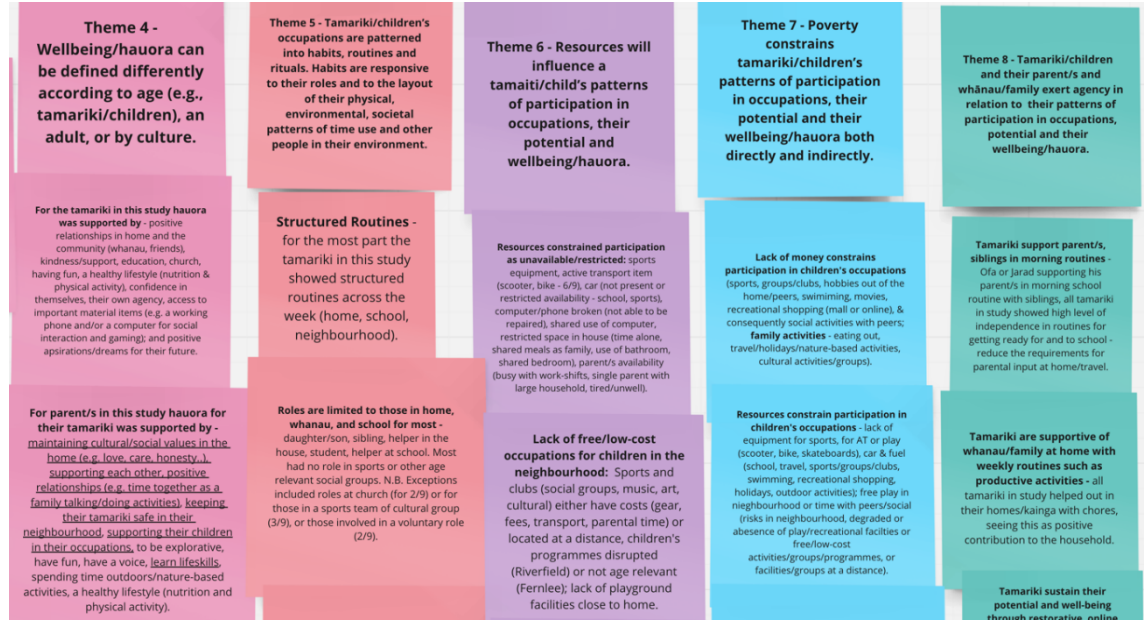 Theme 4 -
Wellbeing/hauora can
be defined differently
according to age (e.g.,
tamariki/children), an
adult, or by culture.
For the tamariki in this study hauora
was supported by - positive
relationships in home and the
community (whanau, friends),
kindness/support, education, church,
having fun, a healthy lifestyle (nutrition &
physical activity), confidence in
themselves, their own agency, access to
important material items (e.g. a working
phone and/or a computer for social
interaction and gaming); and positive
apsirations/dreams for their future.
For parent/s in this study hauora for
their tamariki was supported by -
maintaining cultural/social values in the
home (e.g. love, care, honesty..),
supporting each other, positive
relationships (e.g. time together as a
family talking/doing activities), keeping
their tamariki safe in their
neighbourhood, supporting their children
in their occupations, to be explorative,
have fun, have a voice, learn lifeskills,
spending time outdoors/nature-based
activities, a healthy lifestyle (nutrition and
physical activity).
Theme 5 - Tamariki/children's
occupations are patterned
into habits, routines and
rituals. Habits are responsive
to their roles and to the layout
of their physical,
environmental, societal
patterns of time use and other
people in their environment.
Structured Routines -
for the most part the
tamariki in this study
showed structured
routines across the
week (home, school,
neighbourhood).
Roles are limited to those in home,
whanau, and school for most -
daughter/son, sibling, helper in the
house, student, helper at school. Most
had no role in sports or other age
relevant social groups. N.B. Exceptions
included roles at church (for 2/9) or for
those in a sports team of cultural group
(3/9), or those involved in a voluntary role
(2/9).
Theme 6 - Resources will
influence a
tamaiti/child's patterns
of participation in
occupations, their
potential and
wellbeing/hauora.
Resources constrained participation
as unavailable/restricted: sports
equipment, active transport item
(scooter, bike - 6/9), car (not present or
restricted availability - school, sports),
computer/phone broken (not able to be
repaired), shared use of computer,
restricted space in house (time alone,
shared meals as family, use of bathroom,
shared bedroom), parent/s availability
(busy with work-shifts, single parent with
large household, tired/unwell).
Lack of free/low-cost
occupations for children in the
neighbourhood: Sports and
clubs (social groups, music, art,
cultural) either have costs (gear,
fees, transport, parental time) or
located at a distance, children's
programmes disrupted
(Riverfield) or not age relevant
(Fernlee); lack of playground
facilities close to home.
Theme 7 - Poverty
constrains
tamariki/children's
patterns of participation
in occupations, their
potential and their
wellbeing/hauora both
directly and indirectly.
Lack of money constrains
participation in children's occupations
(sports, groups/clubs, hobbies out of the
home/peers, swimiming, movies,
recreational shopping (mall or online), &
consequently social activities with peers;
family activities - eating out,
travel/holidays/nature-based activities,
cultural activities/groups).
Resources constrain participation in
children's occupations - lack of
equipment for sports, for AT or play
(scooter, bike, skateboards), car & fuel
(school, travel, sports/groups/clubs,
swimming, recreational shopping,
holidays, outdoor activities); free play in
nieghbourhood or time with peers/social
(risks in neighbourhood, degraded or
abesence of play/recreational facilties or
free/low-cost
activities/groups/programmes, or
facilities/groups at a distance).
Theme 8 - Tamariki/children
and their parent/s and
whānau/family exert agency in
relation to their patterns of
participation in occupations,
potential and their
wellbeing/hauora.
Tamariki support parent/s,
siblings in morning routines -
Ofa or Jarad supporting his
parent/s in morning school
routine with siblings, all tamariki
in study showed high level of
independence in routines for
getting ready for and to school -
reduce the requirements for
parental input at home/travel.
Tamariki are supportive of
whanau/family at home with
weekly routines such as
productive activities - all
tamariki in study helped out in
their homes/kainga with chores,
seeing this as positive
contribution to the household.
Tamariki sustain their
potential and well-being
through restorative, online